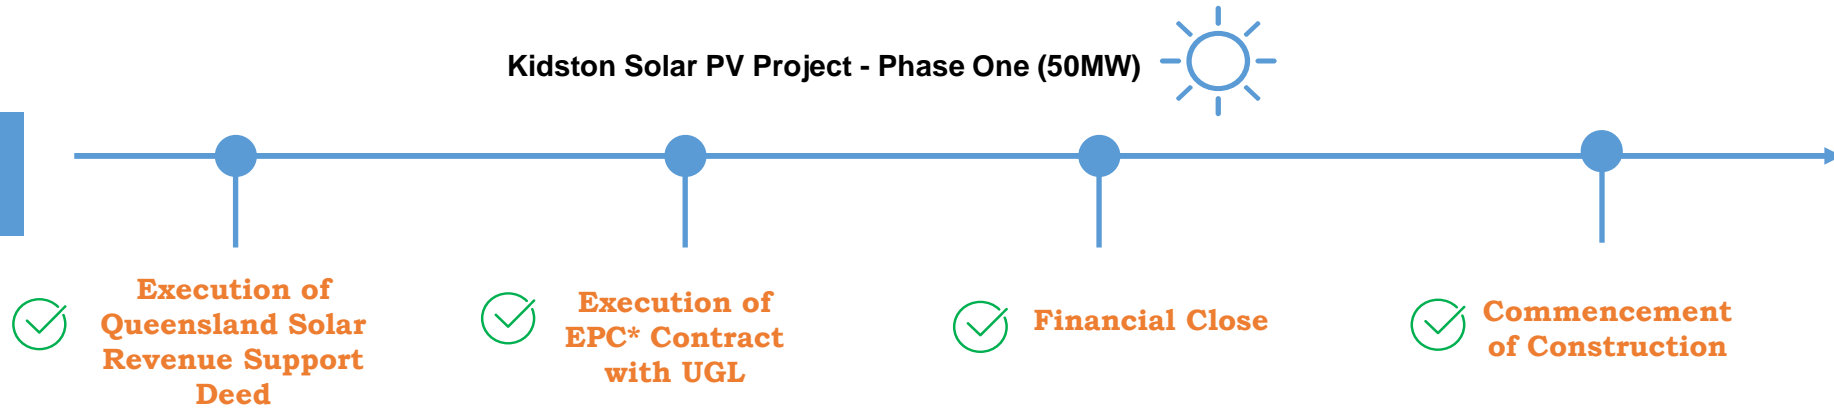 Kidston Solar PV Project - Phase One (50MW)
Execution of
Queensland Solar
Revenue Support
Deed
Execution of
EPC* Contract
with UGL
Financial Close
Commencement
of Construction